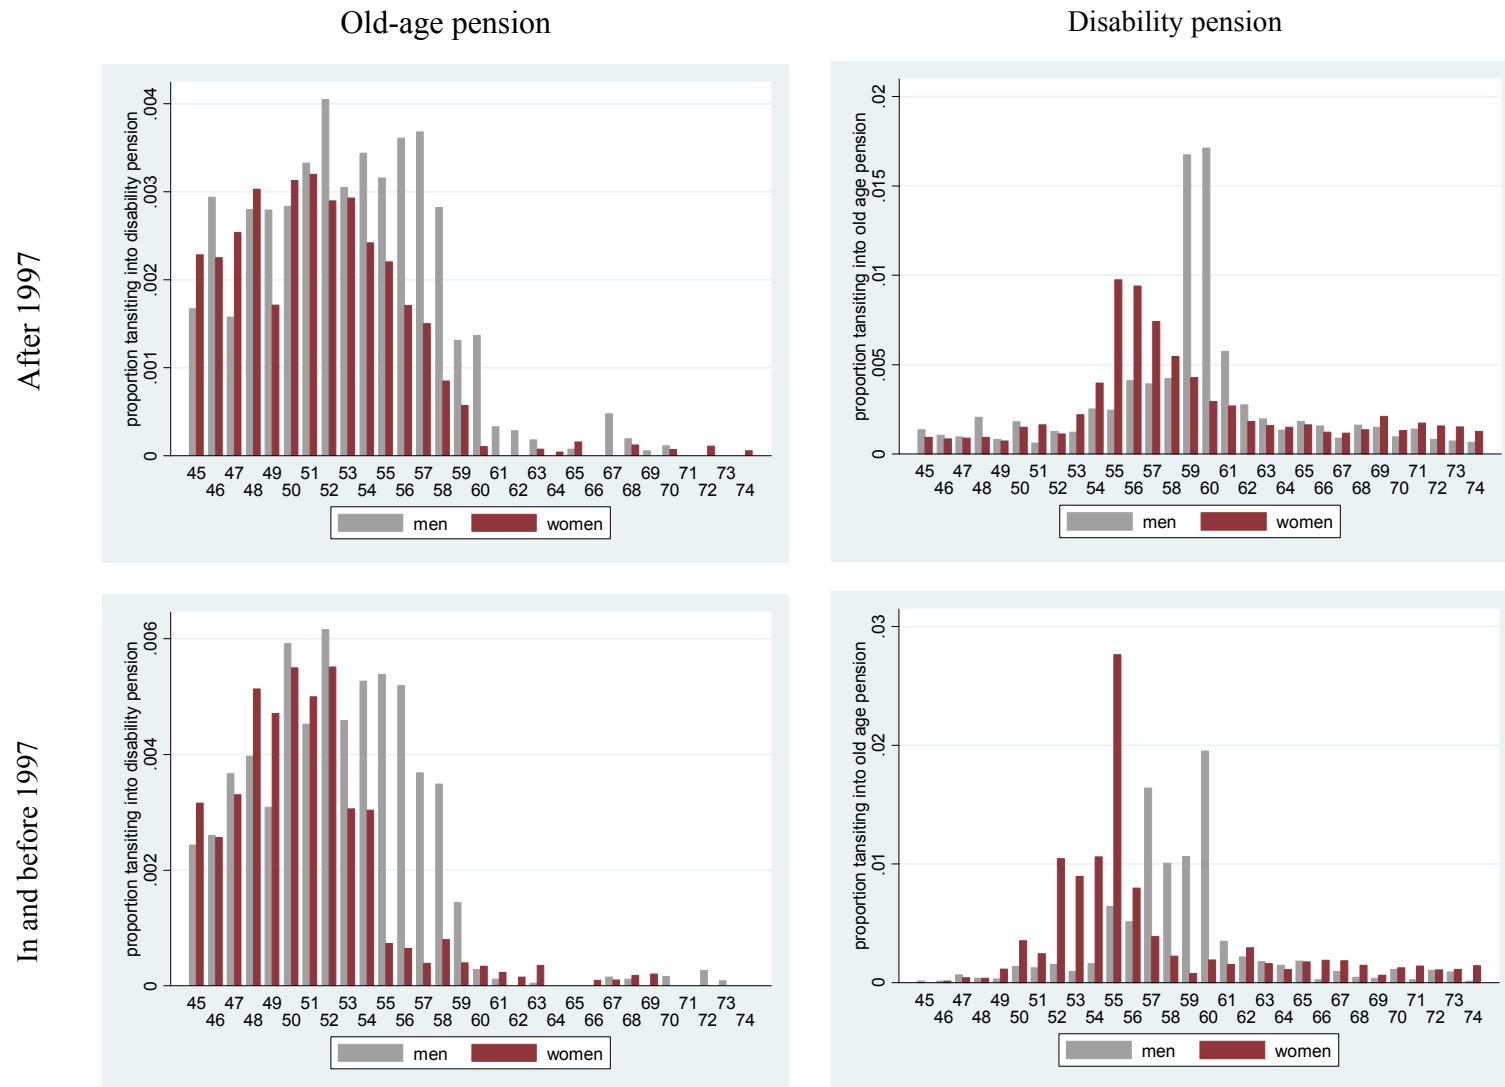 Old-age pension
Disability pension
After 1997
proportion tansiting into disability pension
0 .001 .002 .003 .004
45 47 49 51 53 55 57 59 61 63 65 67 69 71 73
46 48 50 52 54 56 58 60 62 64 66 68 70 72 74
men women
proportion tansiting into old age pension
0 .005 .01 .015 .02
45 47 49 51 53 55 57 59 61 63 65 67 69 71 73
46 48 50 52 54 56 58 60 62 64 66 68 70 72 74
men women
In and before 1997
proportion tansiting into disability pension
0 .002 .004 .006
45 47 49 51 53 55 57 59 61 63 65 67 69 71 73
46 48 50 52 54 56 58 60 62 64 66 68 70 72 74
men women
proportion tansiting into old age pension
0 .01 .02 .03
45 47 49 51 53 55 57 59 61 63 65 67 69 71 73
46 48 50 52 54 56 58 60 62 64 66 68 70 72 74
men women